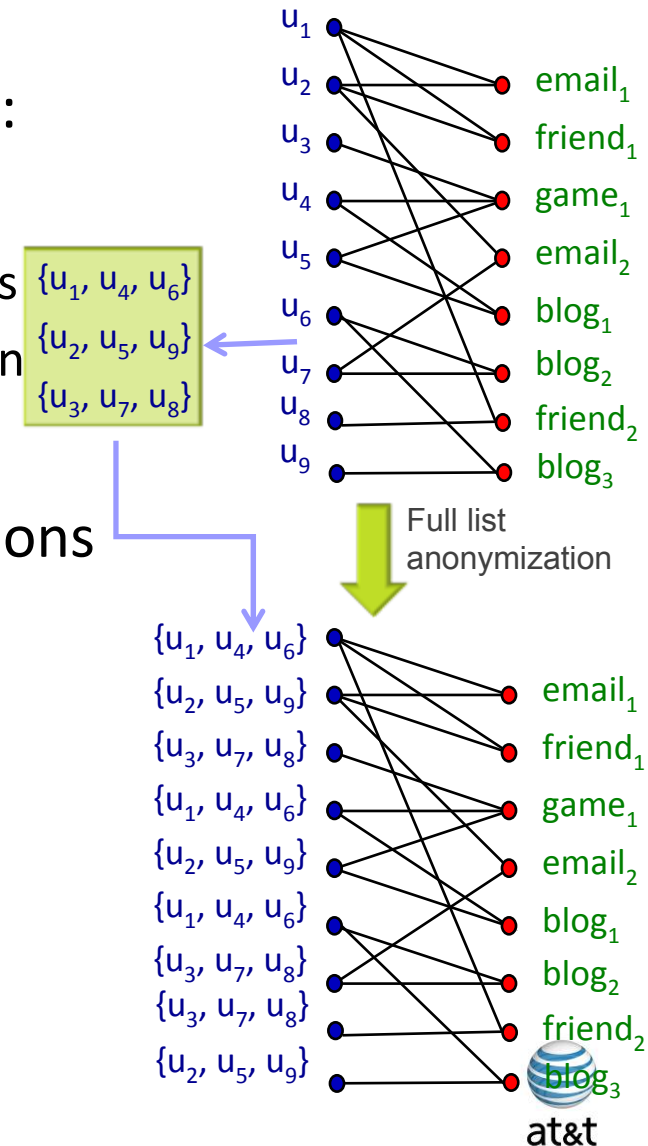 u₁
u₂ email₁
: friend₁
u₃
u₄ game₁
u₅ email₂
s {u₁, u₄, u₆}
u₆ blog₁
n {u₂, u₅, u₉}
u₇ blog₂
{u₃, u₇, u₈}
u₈ friend₂
u₉ blog₃
ons
Full list
anonymization
{u₁, u₄, u₆}
{u₂, u₅, u₉} email₁
{u₃, u₇, u₈} friend₁
{u₁, u₄, u₆} game₁
{u₂, u₅, u₉} email₂
{u₁, u₄, u₆} blog₁
{u₃, u₇, u₈} blog₂
{u₃, u₇, u₈} friend₂
{u₂, u₅, u₉} blog₃
at&t